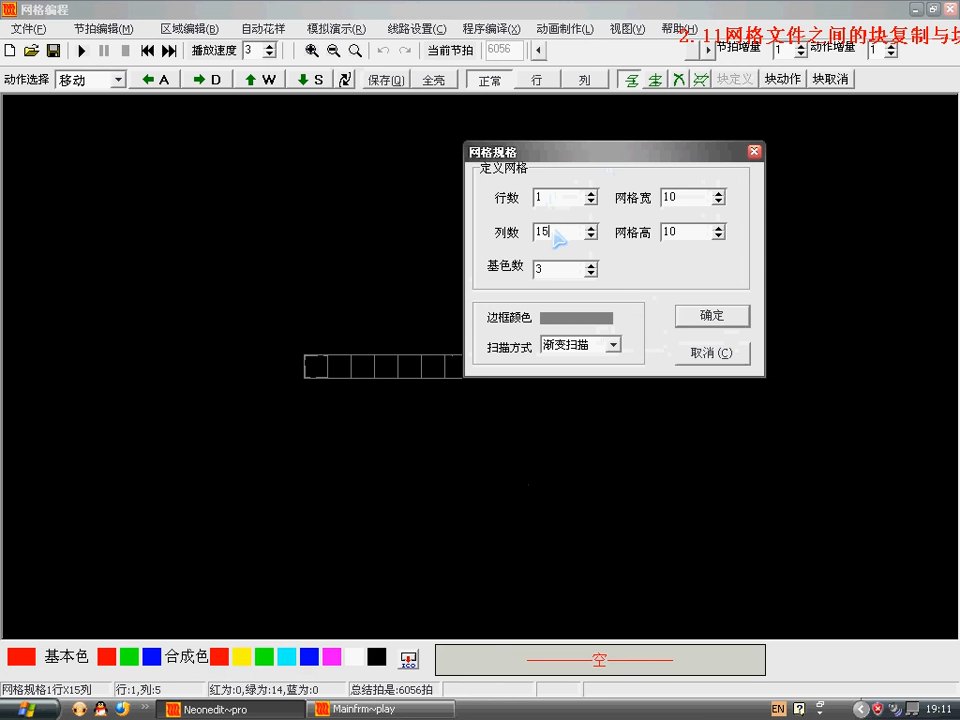 网格编程
文件(F) 节拍编辑(M) 区域编辑(B) 自动花样 模拟演示(R) 线路设置(C) 程序编译(X) 动画制作(L) 视图(V) 帮助(H)
2.11网格文件之间的块复制与块
播放速度 3 当前节拍 6056 节拍增量 1 动作增量 1
动作选择 移动 A D W S 保存(Q) 全亮 正常 行 列 块定义 块动作 块取消
网格规格
定义网格
行数 1 网格宽 10
列数 15 网格高 10
基色数 3
边框颜色 确定
扫描方式 渐变扫描 取消(C)
基本色 合成色 ICO 空
网格规格1行X15列 行:1,列:5 红为:0,绿为:14,蓝为:0 总结拍是:6056拍
Neonedit~pro Mainfrm~play EN 19:11